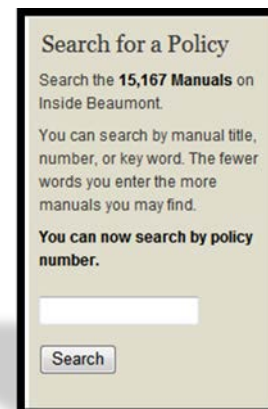 Search for a Policy
Search the 15,167 Manuals on
Inside Beaumont.
You can search by manual title,
number, or key word. The fewer
words you enter the more
manuals you may find.
You can now search by policy
number.
Search